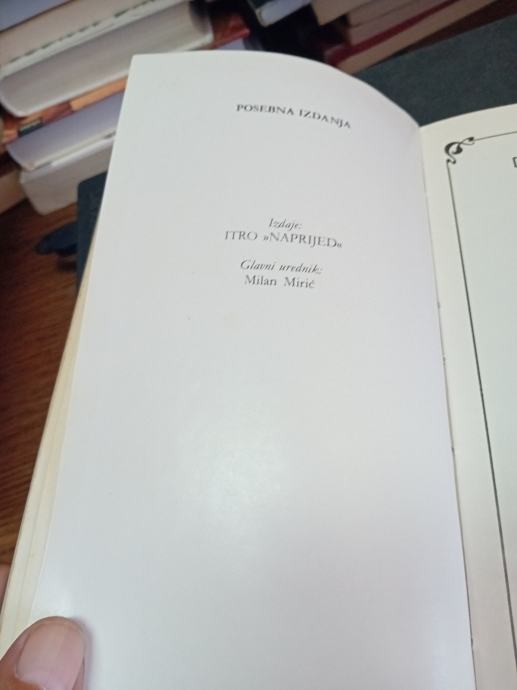 POSEBNA IZDANJA
Izdaje:
ITRO »NAPRIJED«
Glavni urednik:
Milan Mirić